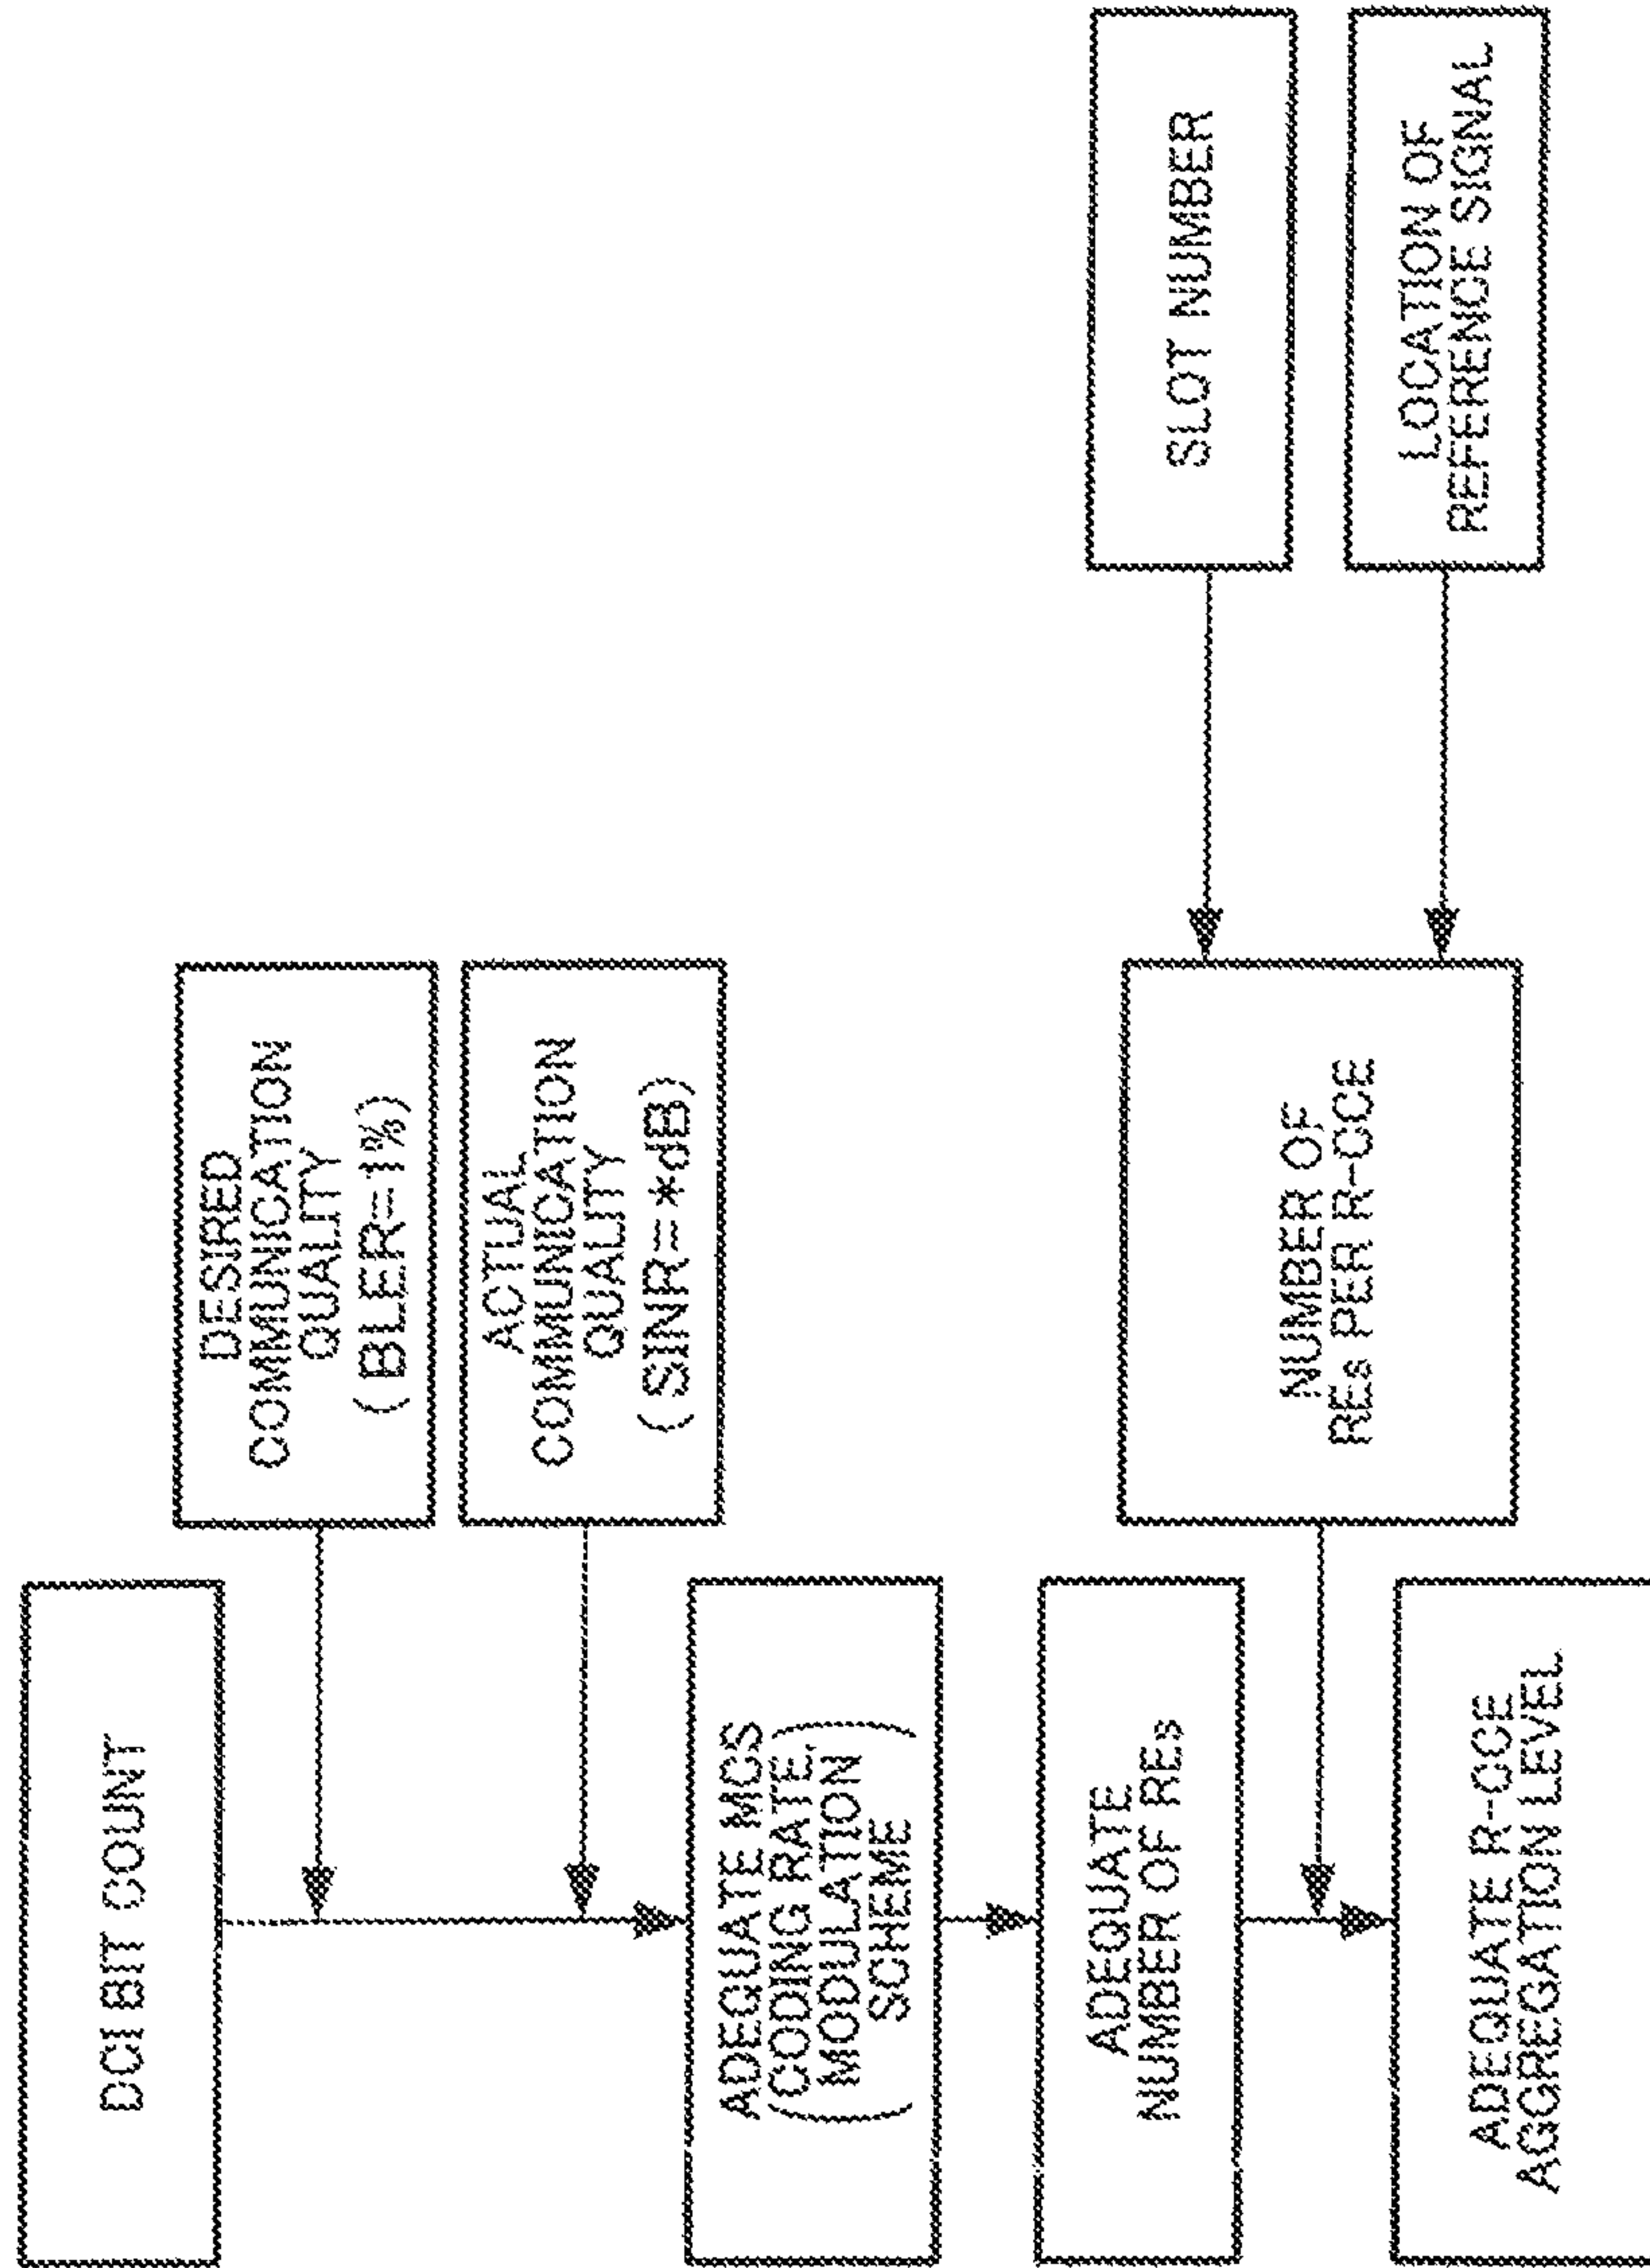 DCI BIT COUNT
DESIRED
COMMUNICATION
QUALITY
(BLER=1%)
ACTUAL
COMMUNICATION
QUALITY
(SINR=*dB)
ADEQUATE MCS
(CODING RATE,
MODULATION
SCHEME)
ADEQUATE
NUMBER OF REs
NUMBER OF
REs PER R-CCE
SLOT NUMBER
LOCATION OF
REFERENCE SIGNAL
ADEQUATE R-CCE
AGGREGATION LEVEL